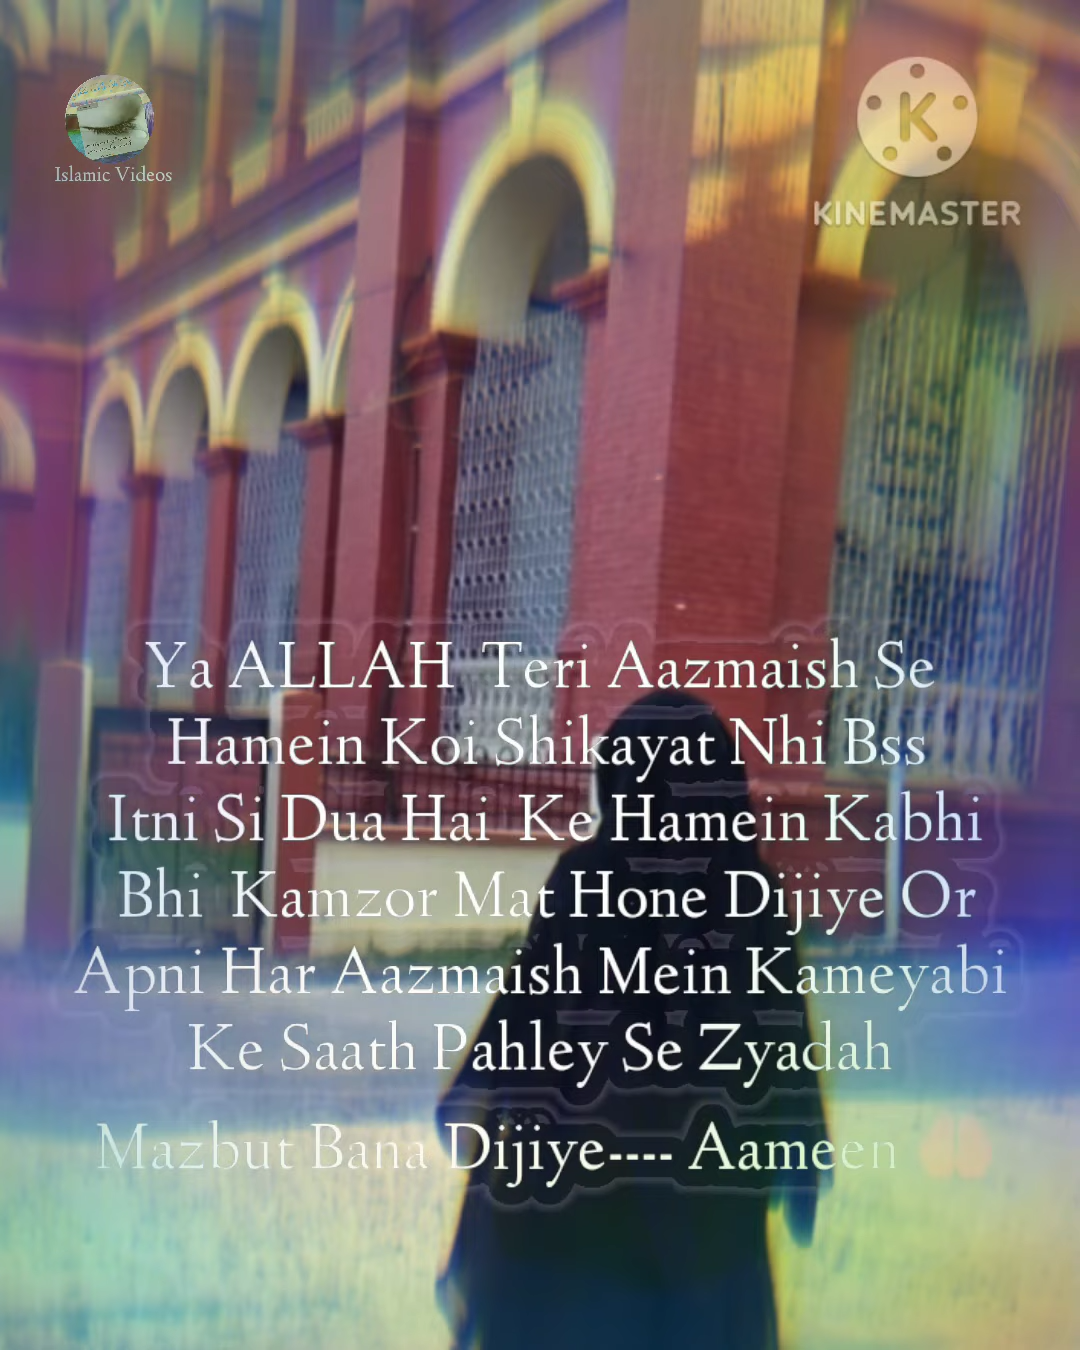 Islamic Videos
K
KINEMASTER
Ya ALLAH Teri Aazmaish Se
Hamein Koi Shikayat Nhi Bss
Itni Si Dua Hai Ke Hamein Kabhi
Bhi Kamzor Mat Hone Dijiye Or
Apni Har Aazmaish Mein Kameyabi
Ke Saath Pahley Se Zyadah
Mazbut Bana Dijiye---- Aameen 🤲